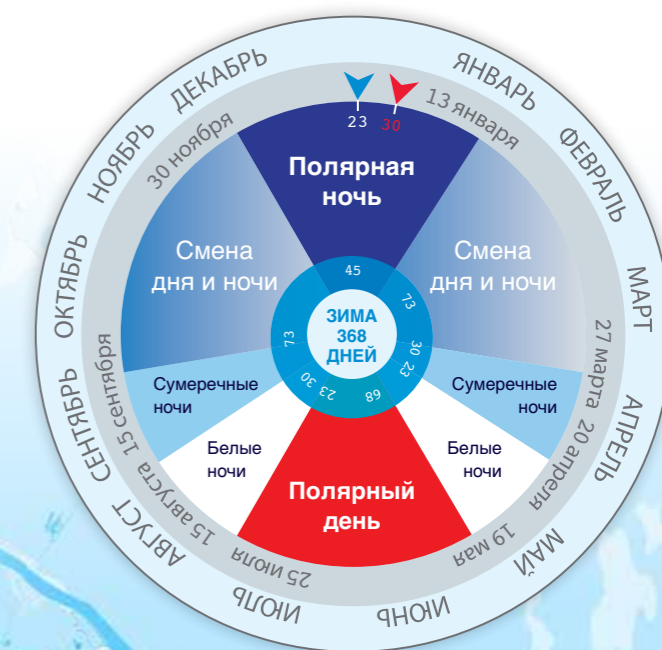 ЯНВАРЬ
ФЕВРАЛЬ
МАРТ
АПРЕЛЬ
МАЙ
ИЮНЬ
ИЮЛЬ
АВГУСТ
СЕНТЯБРЬ
ОКТЯБРЬ
НОЯБРЬ
ДЕКАБРЬ
13 января
27 марта
20 апреля
19 мая
25 июля
15 августа
15 сентября
30 ноября
23
30
Полярная
ночь
Смена
дня и ночи
Смена
дня и ночи
Сумеречные
ночи
Сумеречные
ночи
Белые
ночи
Белые
ночи
Полярный
день
45
73
30
23
68
23
30
73
ЗИМА
368
ДНЕЙ